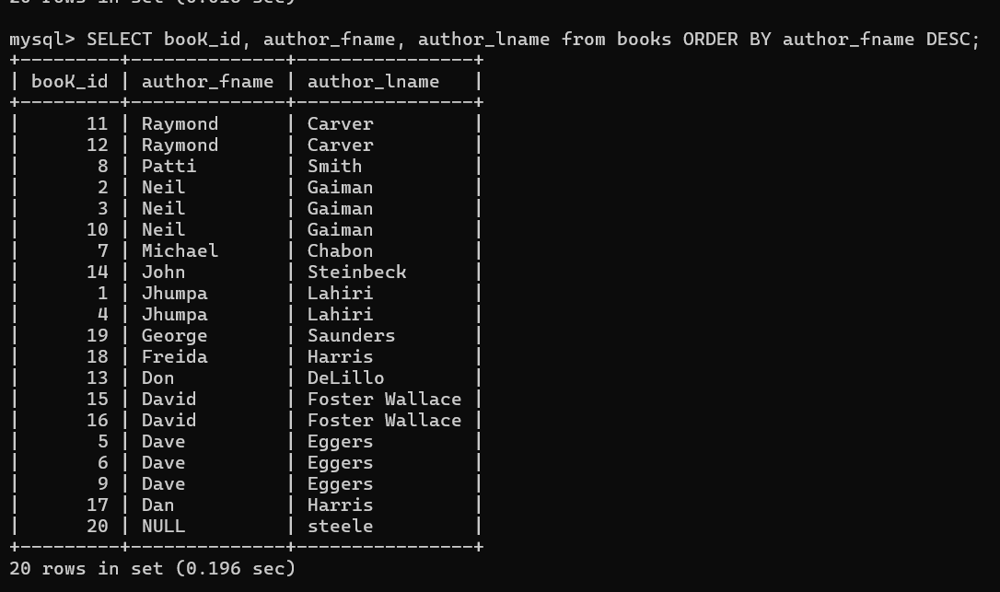 20 rows in set (0.016 sec)
mysql> SELECT booK_id, author_fname, author_lname from books ORDER BY author_fname DESC;
+---------+--------------+----------------+
| booK_id | author_fname | author_lname   |
+---------+--------------+----------------+
|      11 | Raymond      | Carver         |
|      12 | Raymond      | Carver         |
|       8 | Patti        | Smith          |
|       2 | Neil         | Gaiman         |
|       3 | Neil         | Gaiman         |
|      10 | Neil         | Gaiman         |
|       7 | Michael      | Chabon         |
|      14 | John         | Steinbeck      |
|       1 | Jhumpa       | Lahiri         |
|       4 | Jhumpa       | Lahiri         |
|      19 | George       | Saunders       |
|      18 | Freida       | Harris         |
|      13 | Don          | DeLillo        |
|      15 | David        | Foster Wallace |
|      16 | David        | Foster Wallace |
|       5 | Dave         | Eggers         |
|       6 | Dave         | Eggers         |
|       9 | Dave         | Eggers         |
|      17 | Dan          | Harris         |
|      20 | NULL         | steele         |
+---------+--------------+----------------+
20 rows in set (0.196 sec)